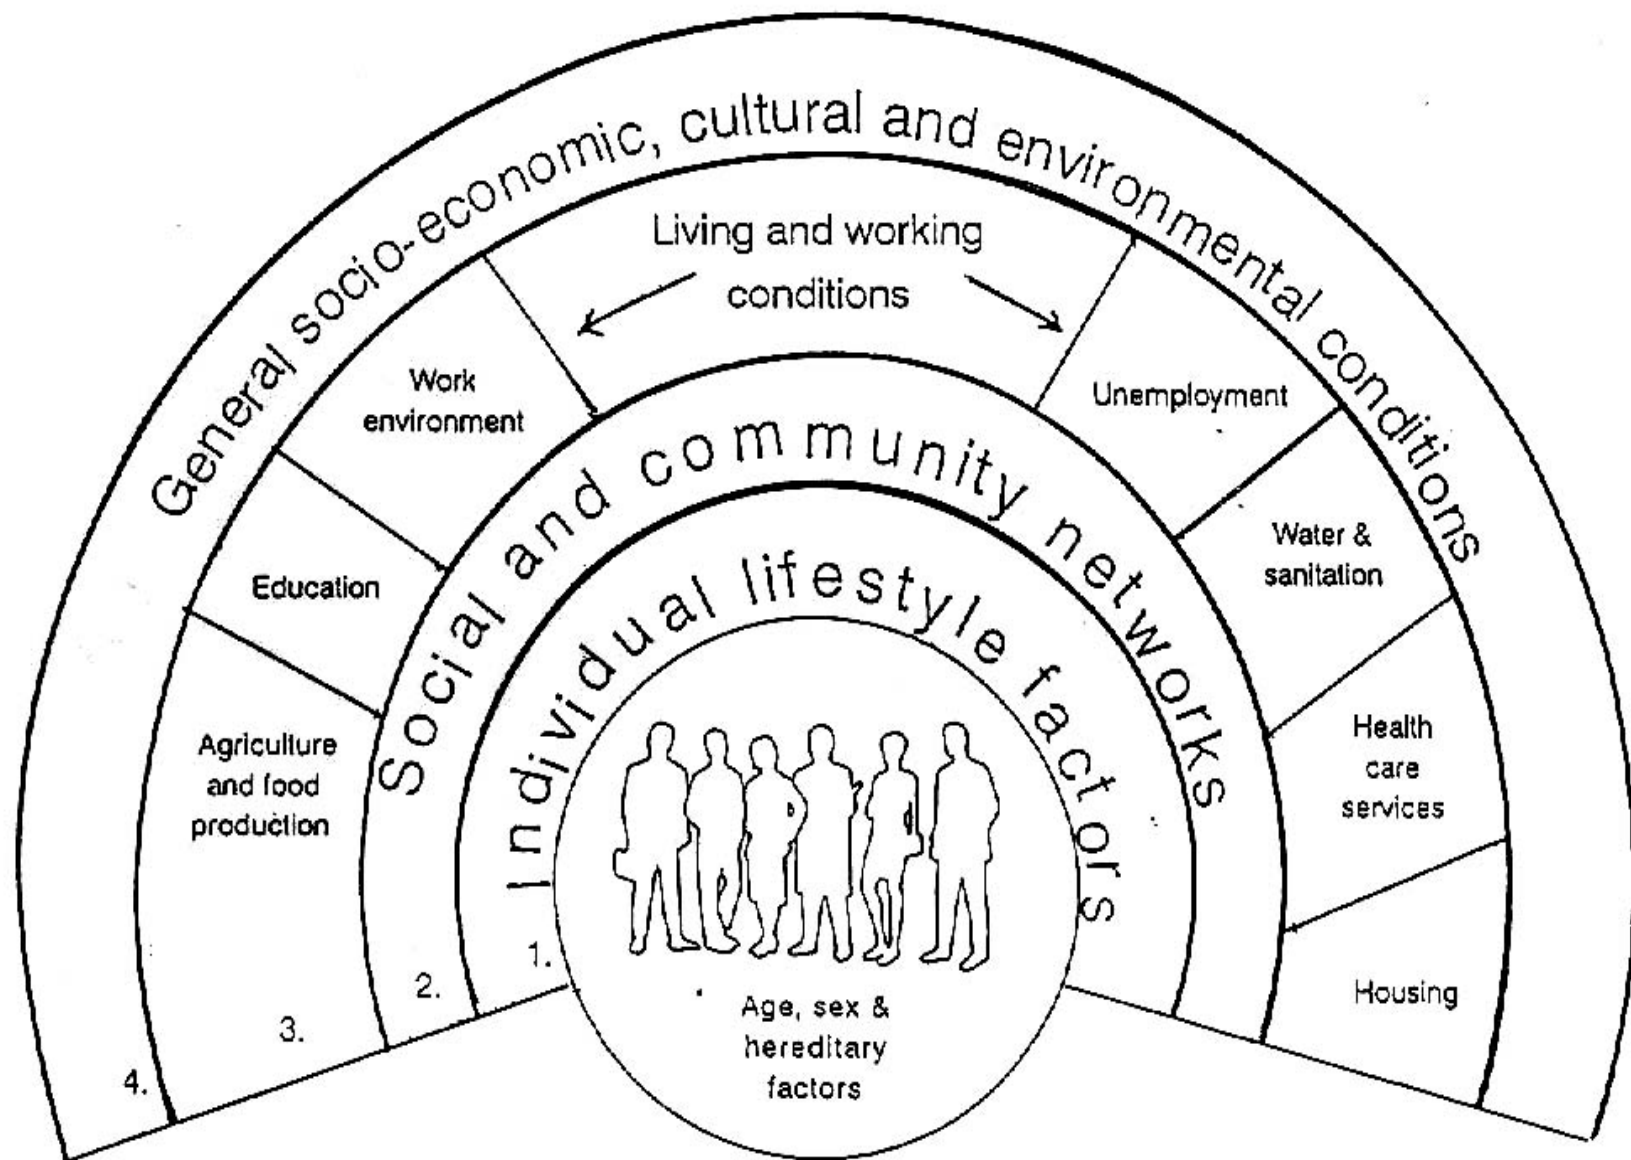 General socio-economic, cultural and environmental conditions
Living and working
conditions
Work
environment
Education
Agriculture
and food
production
Unemployment
Water &
sanitation
Health
care
services
Housing
Social and community networks
Individual lifestyle factors
Age, sex &
hereditary
factors
1.
2.
3.
4.